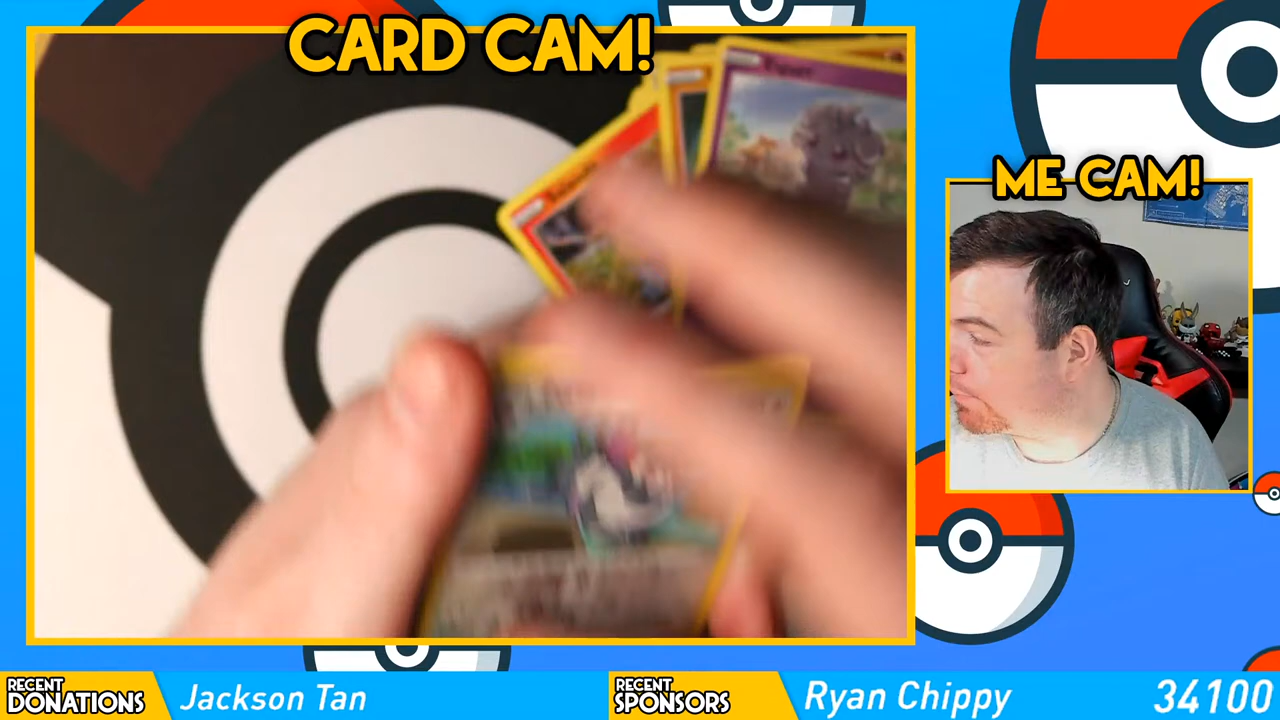 CARD CAM!
ME CAM!
RECENT
DONATIONS
Jackson Tan
RECENT
SPONSORS
Ryan Chippy
34100